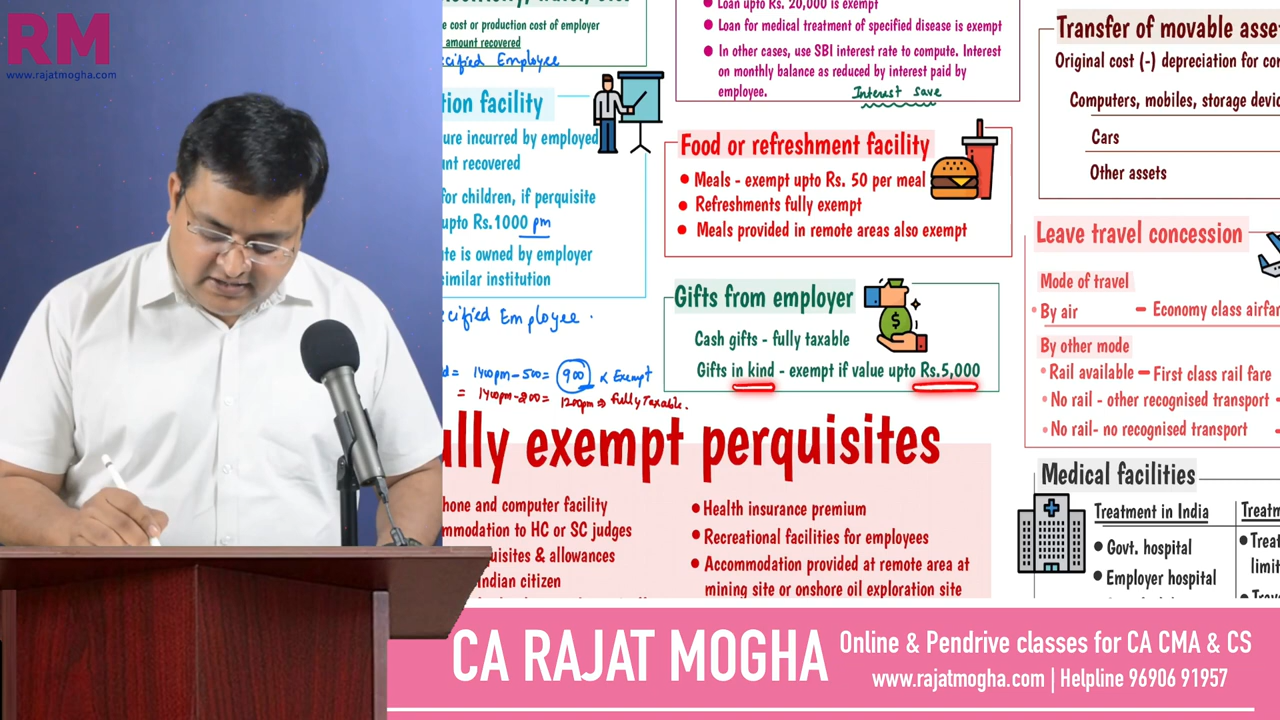 RM
www.rajatmogha.com
e cost or production cost of employer
amount recovered
cified Employee
tion facility
ure incurred by employed
nt recovered
for children, if perquisite
upto Rs.1000 pm
te is owned by employer
similar institution
cified Employee.
d = 1400pm-500= 900 x Exempt
= 1400pm-200= 1200pm ⇒ fully Taxable.
Loan upto Rs. 20,000 is exempt
Loan for medical treatment of specified disease is exempt
In other cases, use SBI interest rate to compute. Interest
on monthly balance as reduced by interest paid by
employee.
Interest save
Food or refreshment facility
Meals - exempt upto Rs. 50 per meal
Refreshments fully exempt
Meals provided in remote areas also exempt
Gifts from employer
Cash gifts - fully taxable
Gifts in kind - exempt if value upto Rs.5,000
ully exempt perquisites
hone and computer facility
mmodation to HC or SC judges
uisites & allowances
indian citizen
Health insurance premium
Recreational facilities for employees
Accommodation provided at remote area at
mining site or onshore oil exploration site
Transfer of movable asse
Original cost (-) depreciation for co
Computers, mobiles, storage devic
Cars
Other assets
Leave travel concession
Mode of travel
By air - Economy class airfar
By other mode
Rail available - First class rail fare
No rail - other recognised transport -
No rail- no recognised transport -
Medical facilities
Treatment in India
Govt. hospital
Employer hospital
Treatm
Treat
limit
CA RAJAT MOGHA
Online & Pendrive classes for CA CMA & CS
www.rajatmogha.com | Helpline 96906 91957